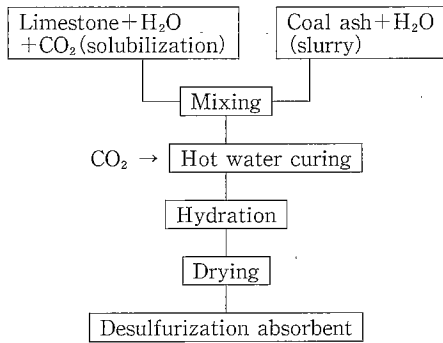 Limestone+H₂O
+CO₂(solubilization)
Coal ash+H₂O
(slurry)
Mixing
CO₂ → Hot water curing
Hydration
Drying
Desulfurization absorbent